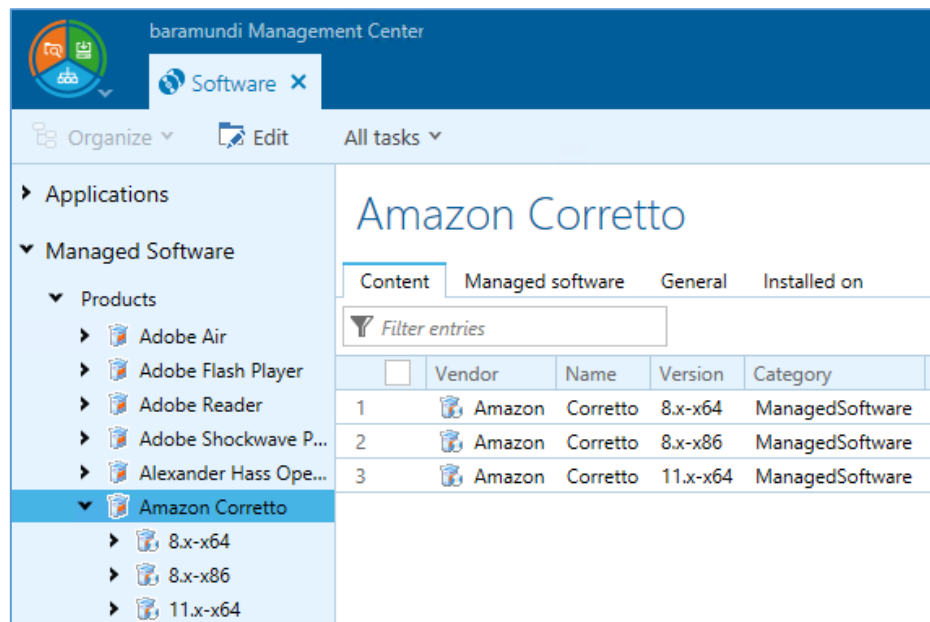 baramundi Management Center
Software
Organize Edit All tasks
Applications
Managed Software
Products
Adobe Air
Adobe Flash Player
Adobe Reader
Adobe Shockwave P...
Alexander Hass Ope...
Amazon Corretto
8.x-x64
8.x-x86
11.x-x64
Amazon Corretto
Content Managed software General Installed on
Filter entries
Vendor Name Version Category
1 Amazon Corretto 8.x-x64 ManagedSoftware
2 Amazon Corretto 8.x-x86 ManagedSoftware
3 Amazon Corretto 11.x-x64 ManagedSoftware